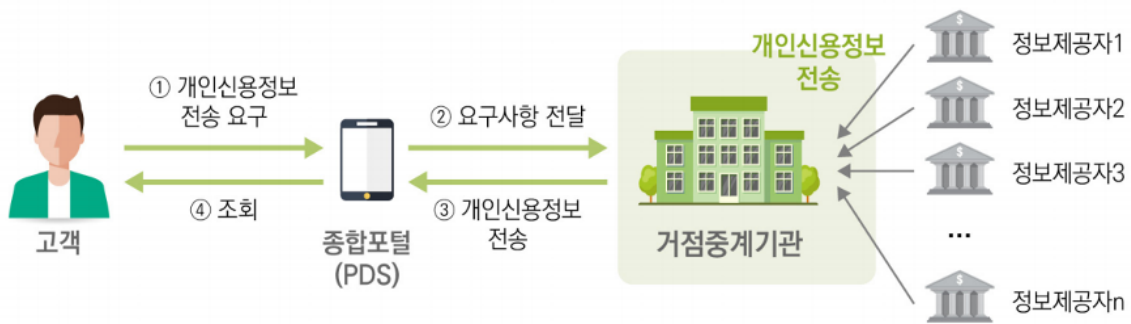 ① 개인신용정보
전송 요구
④ 조회
고객
종합포털
(PDS)
② 요구사항 전달
③ 개인신용정보
전송
개인신용정보
전송
거점중계기관
$
정보제공자1
$
정보제공자2
$
정보제공자3
...
$
정보제공자n